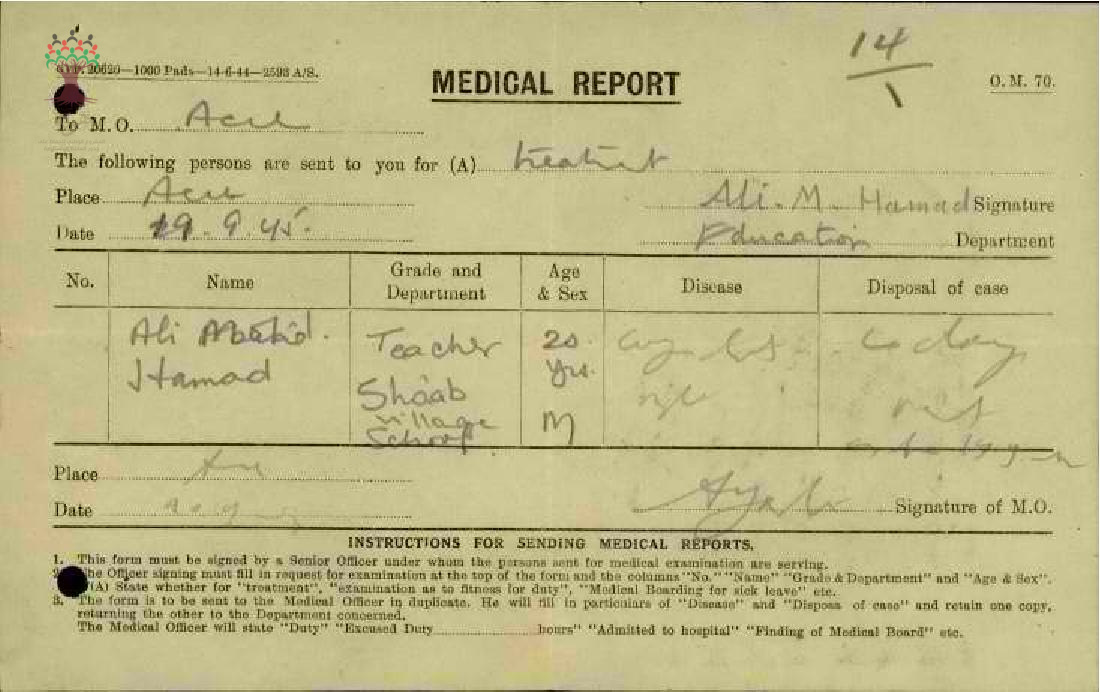 14
1
G.P.P. 20620—1000 Pads—14-6-44—2593 A/S.
MEDICAL REPORT
O. M. 70.
To M.O. Acre
The following persons are sent to you for (A) treatment
Place Acre
Ali. M. Hamad Signature
Date 19. 9. 45.
Education Department
No. Name Grade and Department Age & Sex Disease Disposal of case
Ali Hamad
Teacher
Shaab
village
School
20
yrs.
M
Place
Date
Signature of M.O.
INSTRUCTIONS FOR SENDING MEDICAL REPORTS.
1. This form must be signed by a Senior Officer under whom the persons sent for medical examination are serving.
2. The Officer signing must fill in request for examination at the top of the form and the columns "No." "Name" "Grade & Department" and "Age & Sex".
(A) State whether for "treatment", "examination as to fitness for duty", "Medical Boarding for sick leave" etc.
3. The form is to be sent to the Medical Officer in duplicate. He will fill in particulars of "Disease" and "Disposa of case" and retain one copy,
returning the other to the Department concerned.
The Medical Officer will state "Duty" "Excused Duty hours" "Admitted to hospital" "Finding of Medical Board" etc.